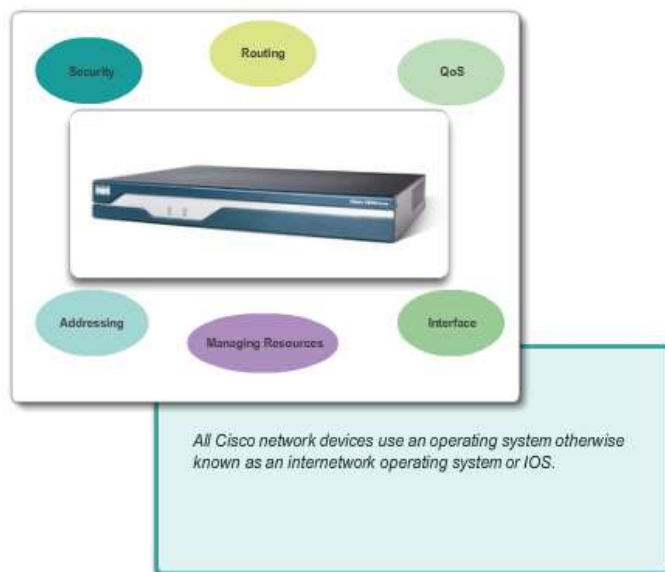 Security
Routing
QoS
Addressing
Managing Resources
Interface
All Cisco network devices use an operating system otherwise
known as an internetwork operating system or IOS.